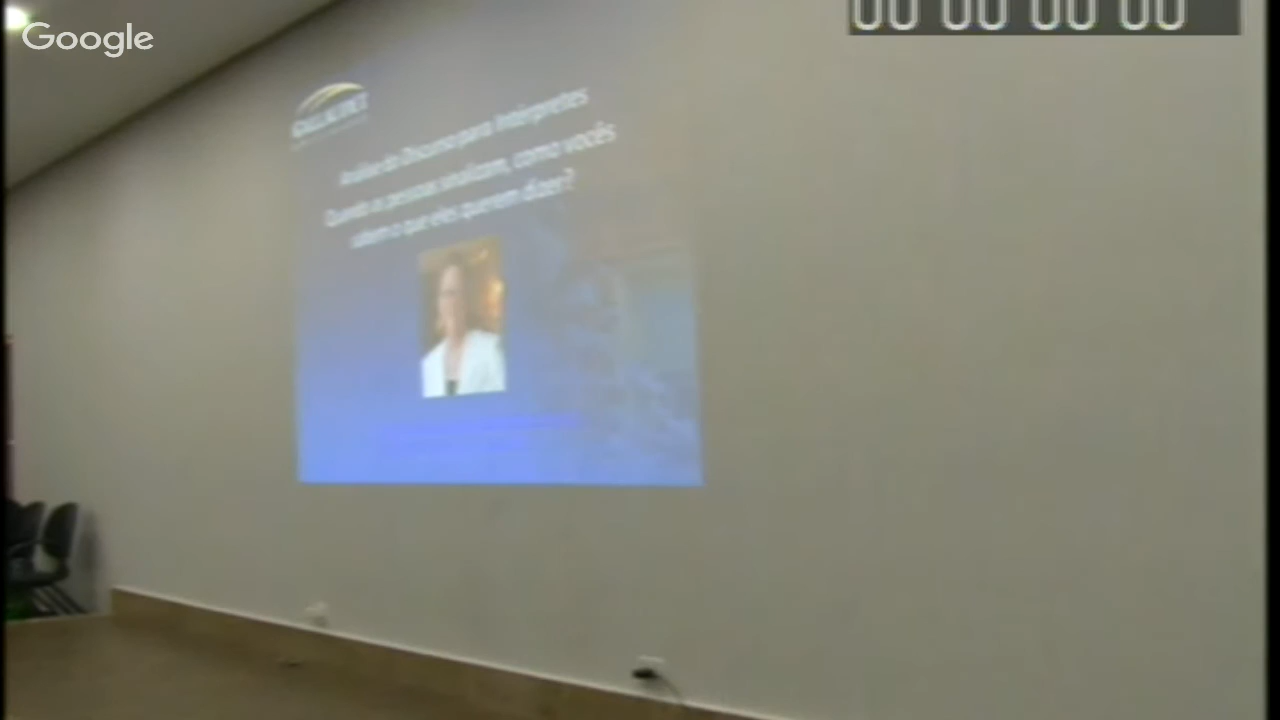 Google
00 00 00 00
GALLAUDET
Análise do Discurso para Intérpretes
Quando a pessoas sinalizam, como vocês
sabem o que eles querem dizer?